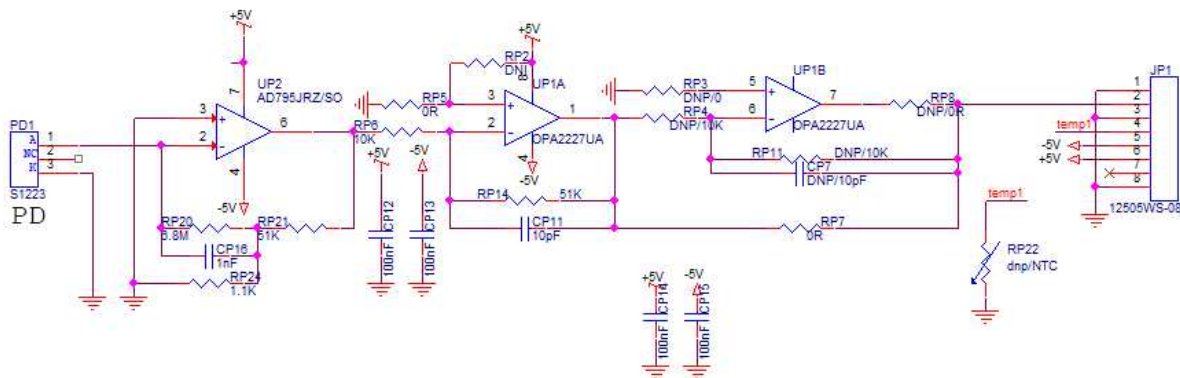 +5V
UP2
AD795JRZ/SO
7
3
+
2
-
6
4
-5V
PD1
A
NC
K
1
2
3
S1223
PD
RP20
6.8M
RP21
51K
CP16
1nF
RP24
1.1K
RP6
10K
+5V
CP12
100nF
-5V
CP13
100nF
+5V
RP2
DNI
8
UP1A
RP5
0R
3
+
2
-
1
OPA2227UA
4
-5V
RP14
51K
CP11
10pF
RP3
DNP/0
RP4
DNP/10K
5
+
6
-
UP1B
7
OPA2227UA
RP8
DNP/0R
RP11
DNP/10K
CP7
DNP/10pF
RP7
0R
+5V
CP14
100nF
-5V
CP15
100nF
temp1
RP22
dnp/NTC
JP1
1
2
3
temp1
4
-5V
5
+5V
6
7
8
12505WS-08